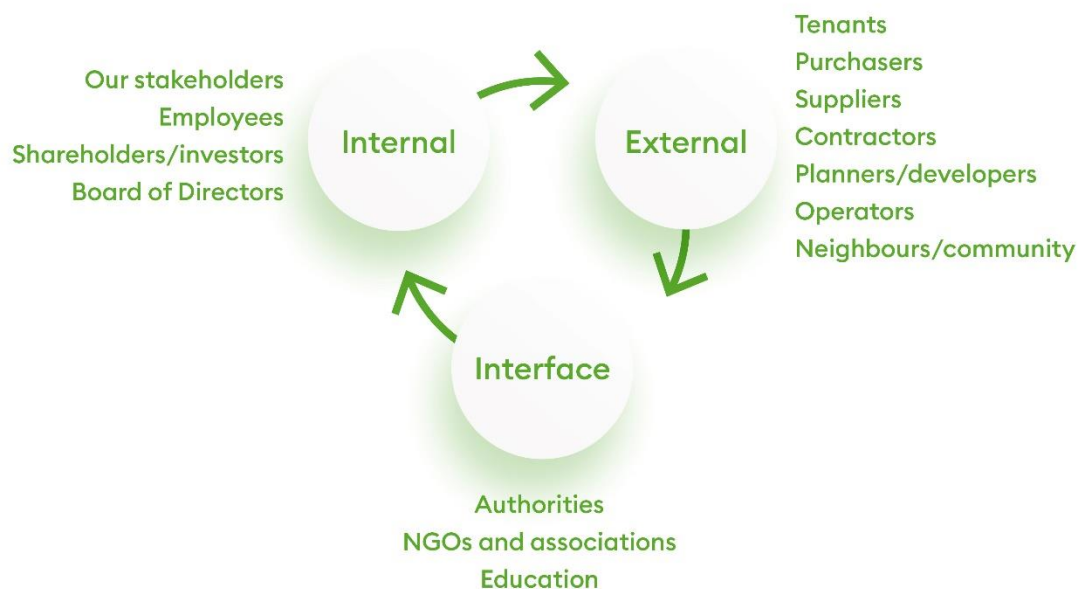 Our stakeholders
Employees
Shareholders/investors
Board of Directors
Internal
External
Tenants
Purchasers
Suppliers
Contractors
Planners/developers
Operators
Neighbours/community
Interface
Authorities
NGOs and associations
Education